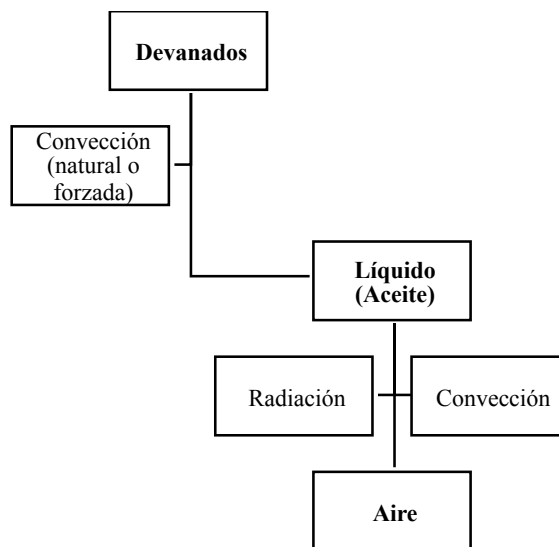 Devanados
Convección
(natural o
forzada)
Líquido
(Aceite)
Radiación
Convección
Aire